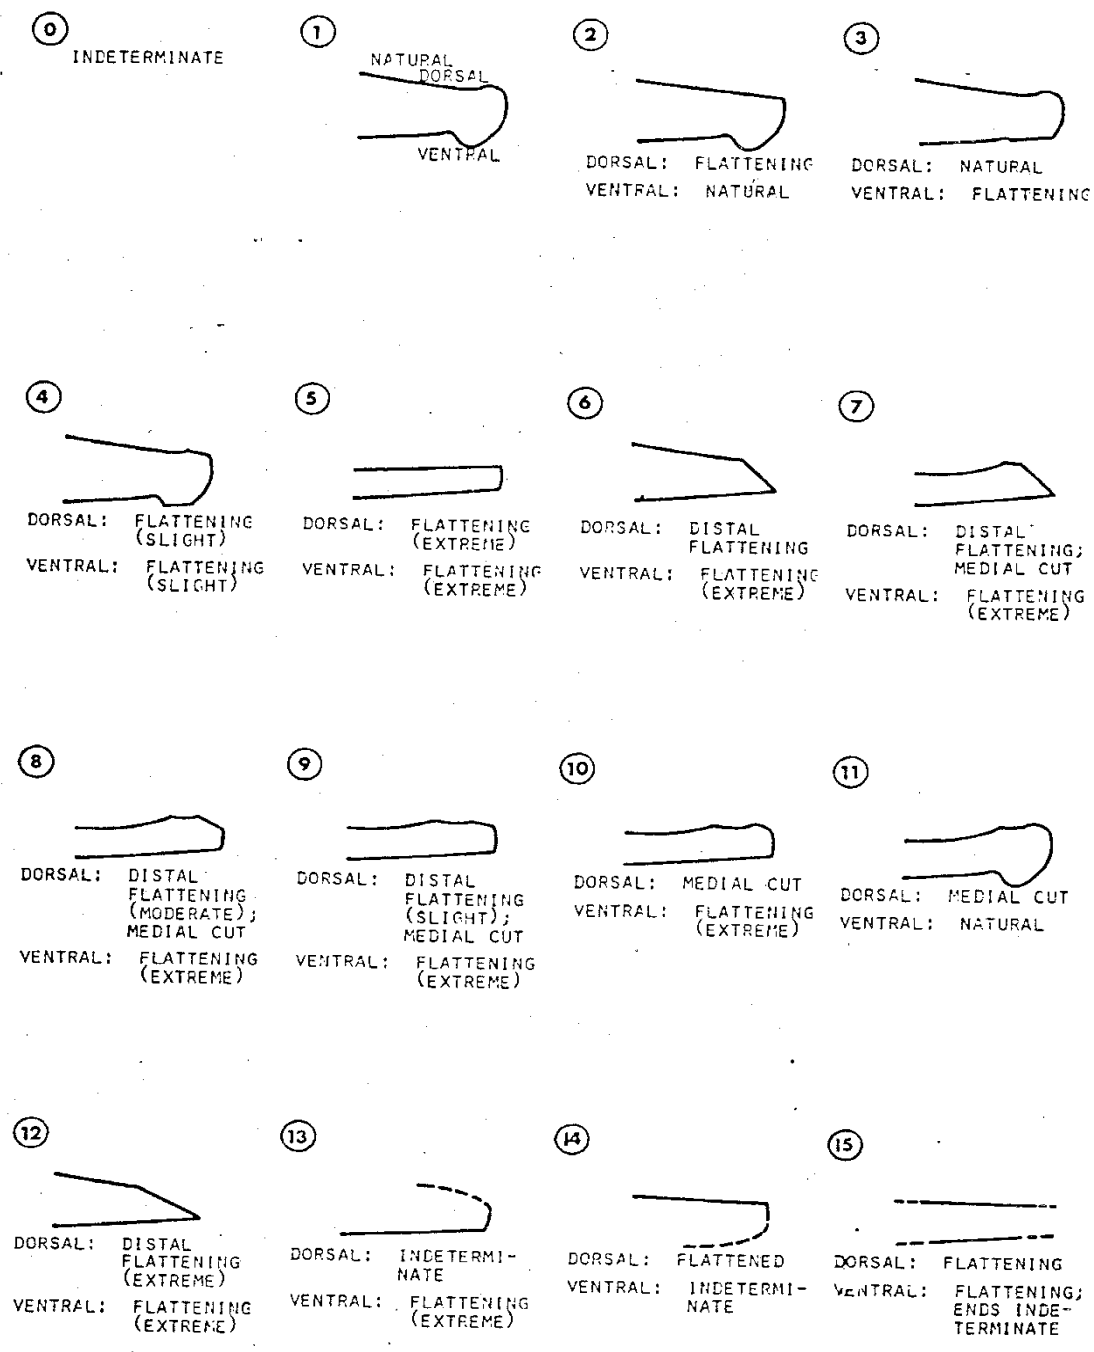 0
INDETERMINATE
1
NATURAL
DORSAL
VENTRAL
2
DORSAL: FLATTENING
VENTRAL: NATURAL
3
DORSAL: NATURAL
VENTRAL: FLATTENING
4
DORSAL: FLATTENING
(SLIGHT)
VENTRAL: FLATTENING
(SLIGHT)
5
DORSAL: FLATTENING
(EXTREME)
VENTRAL: FLATTENING
(EXTREME)
6
DORSAL: DISTAL
FLATTENING
VENTRAL: FLATTENING
(EXTREME)
7
DORSAL: DISTAL
FLATTENING;
MEDIAL CUT
VENTRAL: FLATTENING
(EXTREME)
8
DORSAL: DISTAL
FLATTENING
(MODERATE);
MEDIAL CUT
VENTRAL: FLATTENING
(EXTREME)
9
DORSAL: DISTAL
FLATTENING
(SLIGHT);
MEDIAL CUT
VENTRAL: FLATTENING
(EXTREME)
10
DORSAL: MEDIAL CUT
VENTRAL: FLATTENING
(EXTREME)
11
DORSAL: MEDIAL CUT
VENTRAL: NATURAL
12
DORSAL: DISTAL
FLATTENING
(EXTREME)
VENTRAL: FLATTENING
(EXTREME)
13
DORSAL: INDETERMI-
NATE
VENTRAL: FLATTENING
(EXTREME)
14
DORSAL: FLATTENED
VENTRAL: INDETERMI-
NATE
15
DORSAL: FLATTENING
VENTRAL: FLATTENING;
ENDS INDE-
TERMINATE